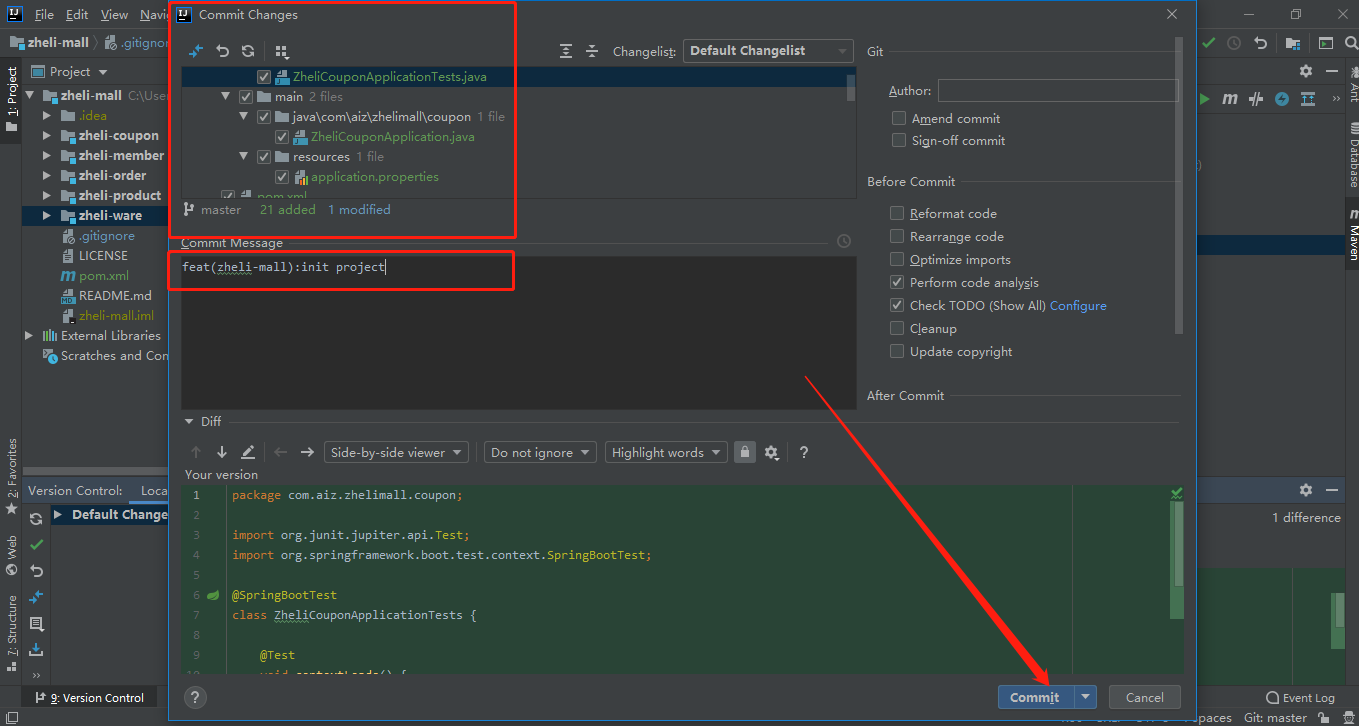 File Edit View Navi
Commit Changes
zheli-mall .gitignor
Changelist: Default Changelist
Git
1: Project
Project
ZheliCouponApplicationTests.java
Author:
Ant
zheli-mall C:\Use
main 2 files
.idea
java\com\aiz\zhelimall\coupon 1 file
Amend commit
zheli-coupon
ZheliCouponApplication.java
Sign-off commit
Database
zheli-member
resources 1 file
zheli-order
application.properties
Before Commit
zheli-product
pom.xml
zheli-ware
master 21 added 1 modified
Reformat code
Maven
.gitignore
Commit Message
Rearrange code
LICENSE
feat(zheli-mall):init project
Optimize imports
pom.xml
Perform code analysis
README.md
Check TODO (Show All) Configure
zheli-mall.iml
Cleanup
External Libraries
Update copyright
Scratches and Con
After Commit
Diff
2: Favorites
Side-by-side viewer Do not ignore Highlight words ?
Your version
Version Control: Loca
1 package com.aiz.zhelimall.coupon;
Default Change
2
1 difference
3 import org.junit.jupiter.api.Test;
Web
4 import org.springframework.boot.test.context.SpringBootTest;
5
6 @SpringBootTest
7: Structure
7 class ZheliCouponApplicationTests {
8
9 @Test
10 void contextLoads() {
? Commit Cancel
9: Version Control
Event Log
Git: master